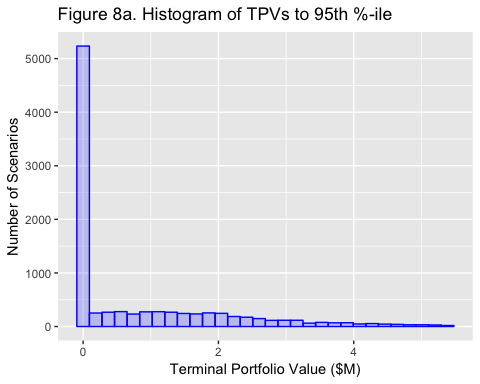 Figure 8a. Histogram of TPVs to 95th %-ile
Number of Scenarios
5000
4000
3000
2000
1000
0
0 2 4
Terminal Portfolio Value ($M)